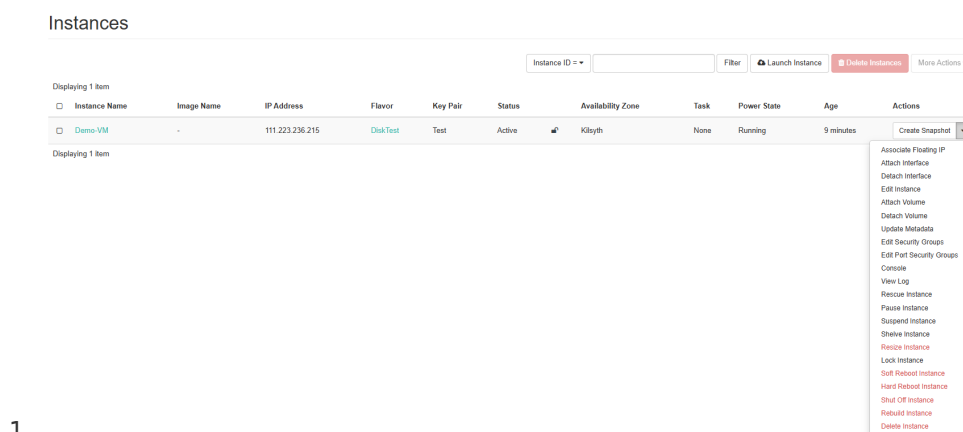 Instances
Instance ID = Filter Launch Instance Delete Instances More Actions
Displaying 1 item
Instance Name Image Name IP Address Flavor Key Pair Status Availability Zone Task Power State Age Actions
Demo-VM - 111.223.236.215 DiskTest Test Active Kilsyth None Running 9 minutes Create Snapshot
Displaying 1 item
Associate Floating IP
Attach Interface
Detach Interface
Edit Instance
Attach Volume
Detach Volume
Update Metadata
Edit Security Groups
Edit Port Security Groups
Console
View Log
Rescue Instance
Pause Instance
Suspend Instance
Shelve Instance
Resize Instance
Lock Instance
Soft Reboot Instance
Hard Reboot Instance
Shut Off Instance
Rebuild Instance
Delete Instance
1